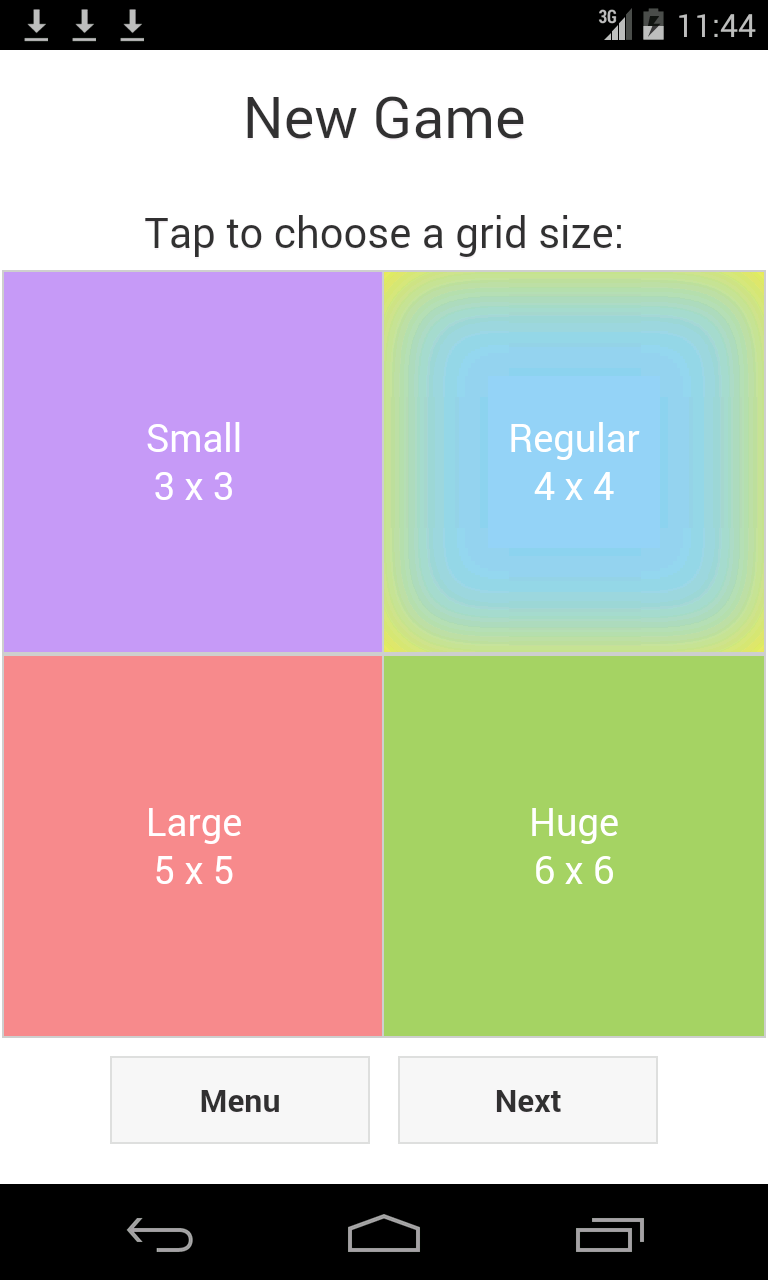 3G 11:44
New Game
Tap to choose a grid size:
Small
3 x 3
Regular
4 x 4
Large
5 x 5
Huge
6 x 6
Menu
Next